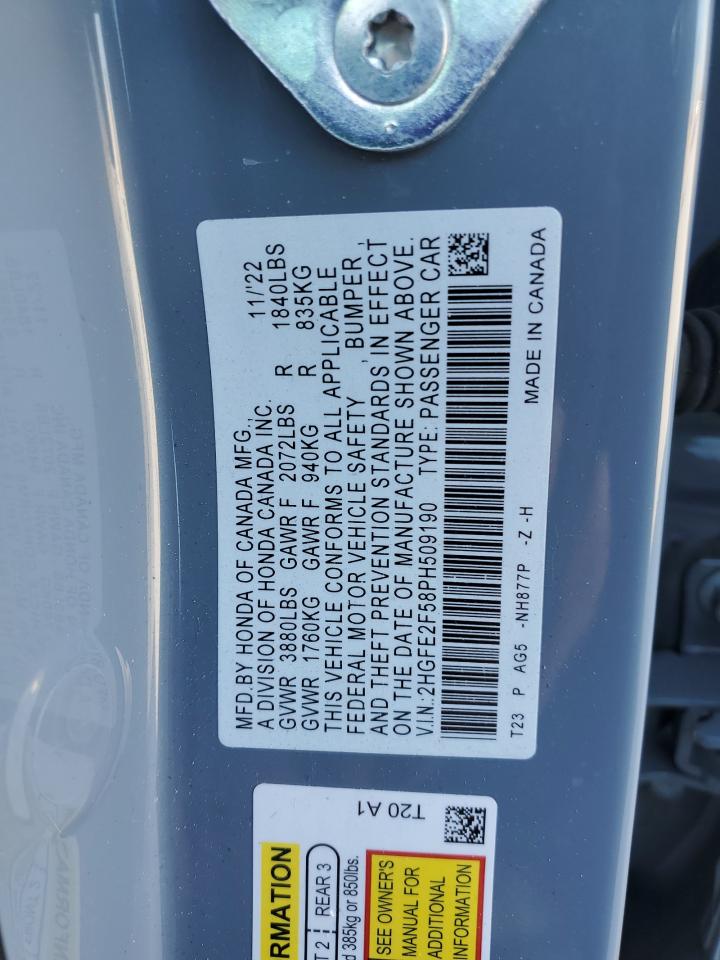 MFD.BY HONDA OF CANADA MFG.,
A DIVISION OF HONDA CANADA INC. 11/'22
GVWR 3880LBS GAWR F 2072LBS R 1840LBS
GVWR 1760KG GAWR F 940KG R 835KG
THIS VEHICLE CONFORMS TO ALL APPLICABLE
FEDERAL MOTOR VEHICLE SAFETY , BUMPER ,
AND THEFT PREVENTION STANDARDS IN EFFECT
ON THE DATE OF MANUFACTURE SHOWN ABOVE.
V.I.N.:2HGFE2F58PH509190 TYPE:PASSENGER CAR
T23 P AG5 -NH877P -Z -H MADE IN CANADA
T20 A1
RMATION
T 2 REAR 3
d 385kg or 850lbs.
SEE OWNER'S
MANUAL FOR
ADDITIONAL
INFORMATION